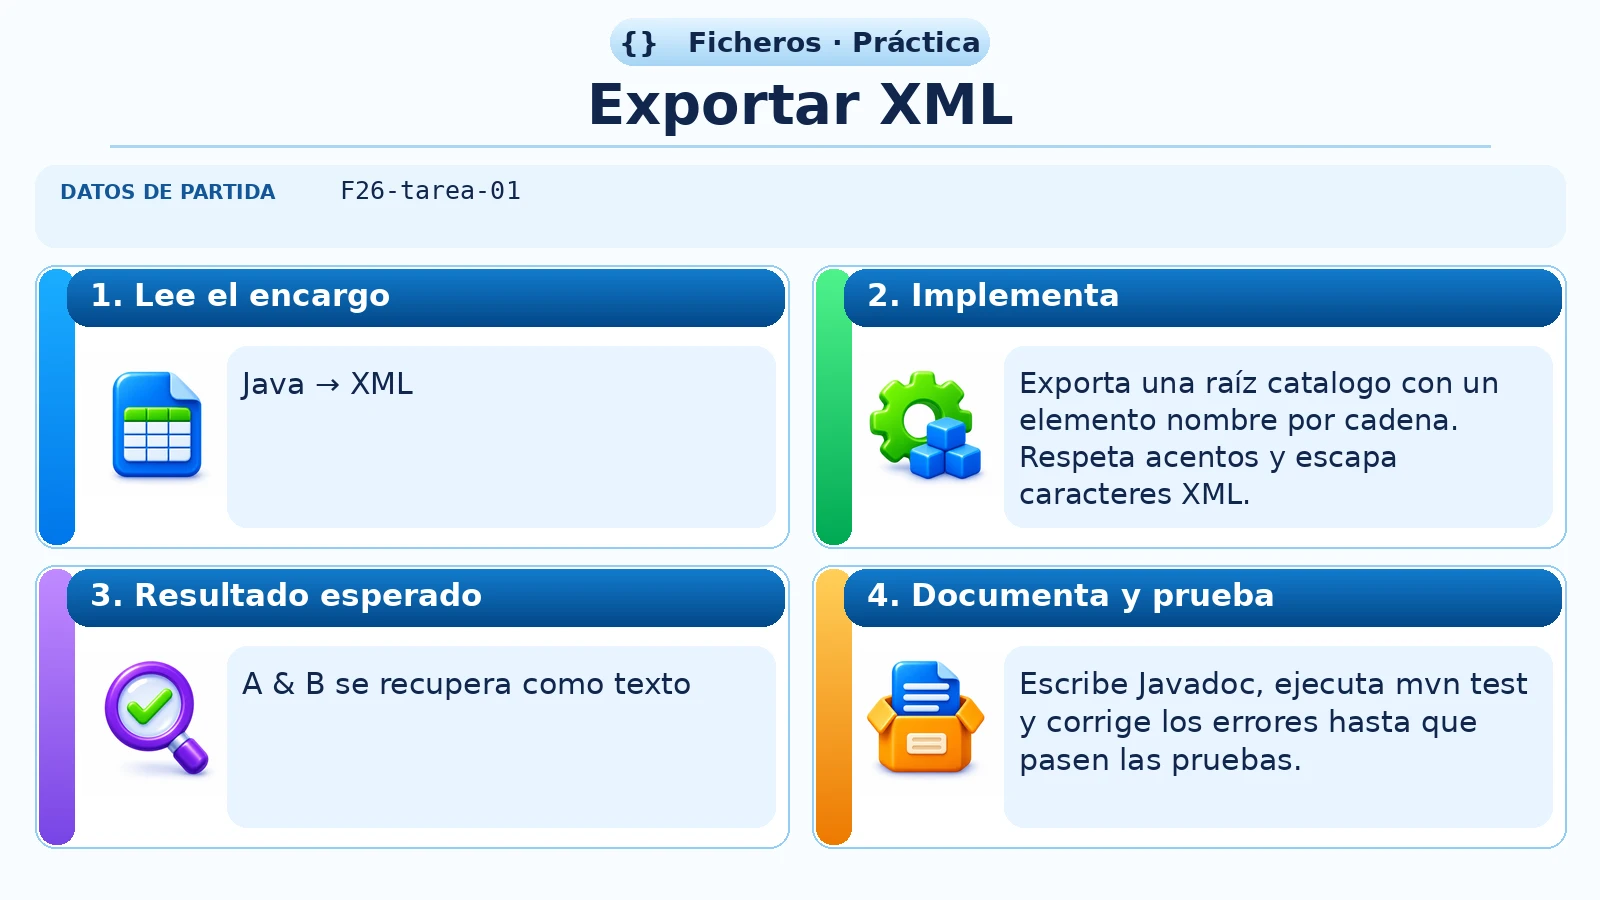 {} Ficheros · Práctica
Exportar XML
DATOS DE PARTIDA F26-tarea-01
1. Lee el encargo
Java → XML
2. Implementa
Exporta una raíz catalogo con un
elemento nombre por cadena.
Respeta acentos y escapa
caracteres XML.
3. Resultado esperado
A & B se recupera como texto
4. Documenta y prueba
Escribe Javadoc, ejecuta mvn test
y corrige los errores hasta que
pasen las pruebas.